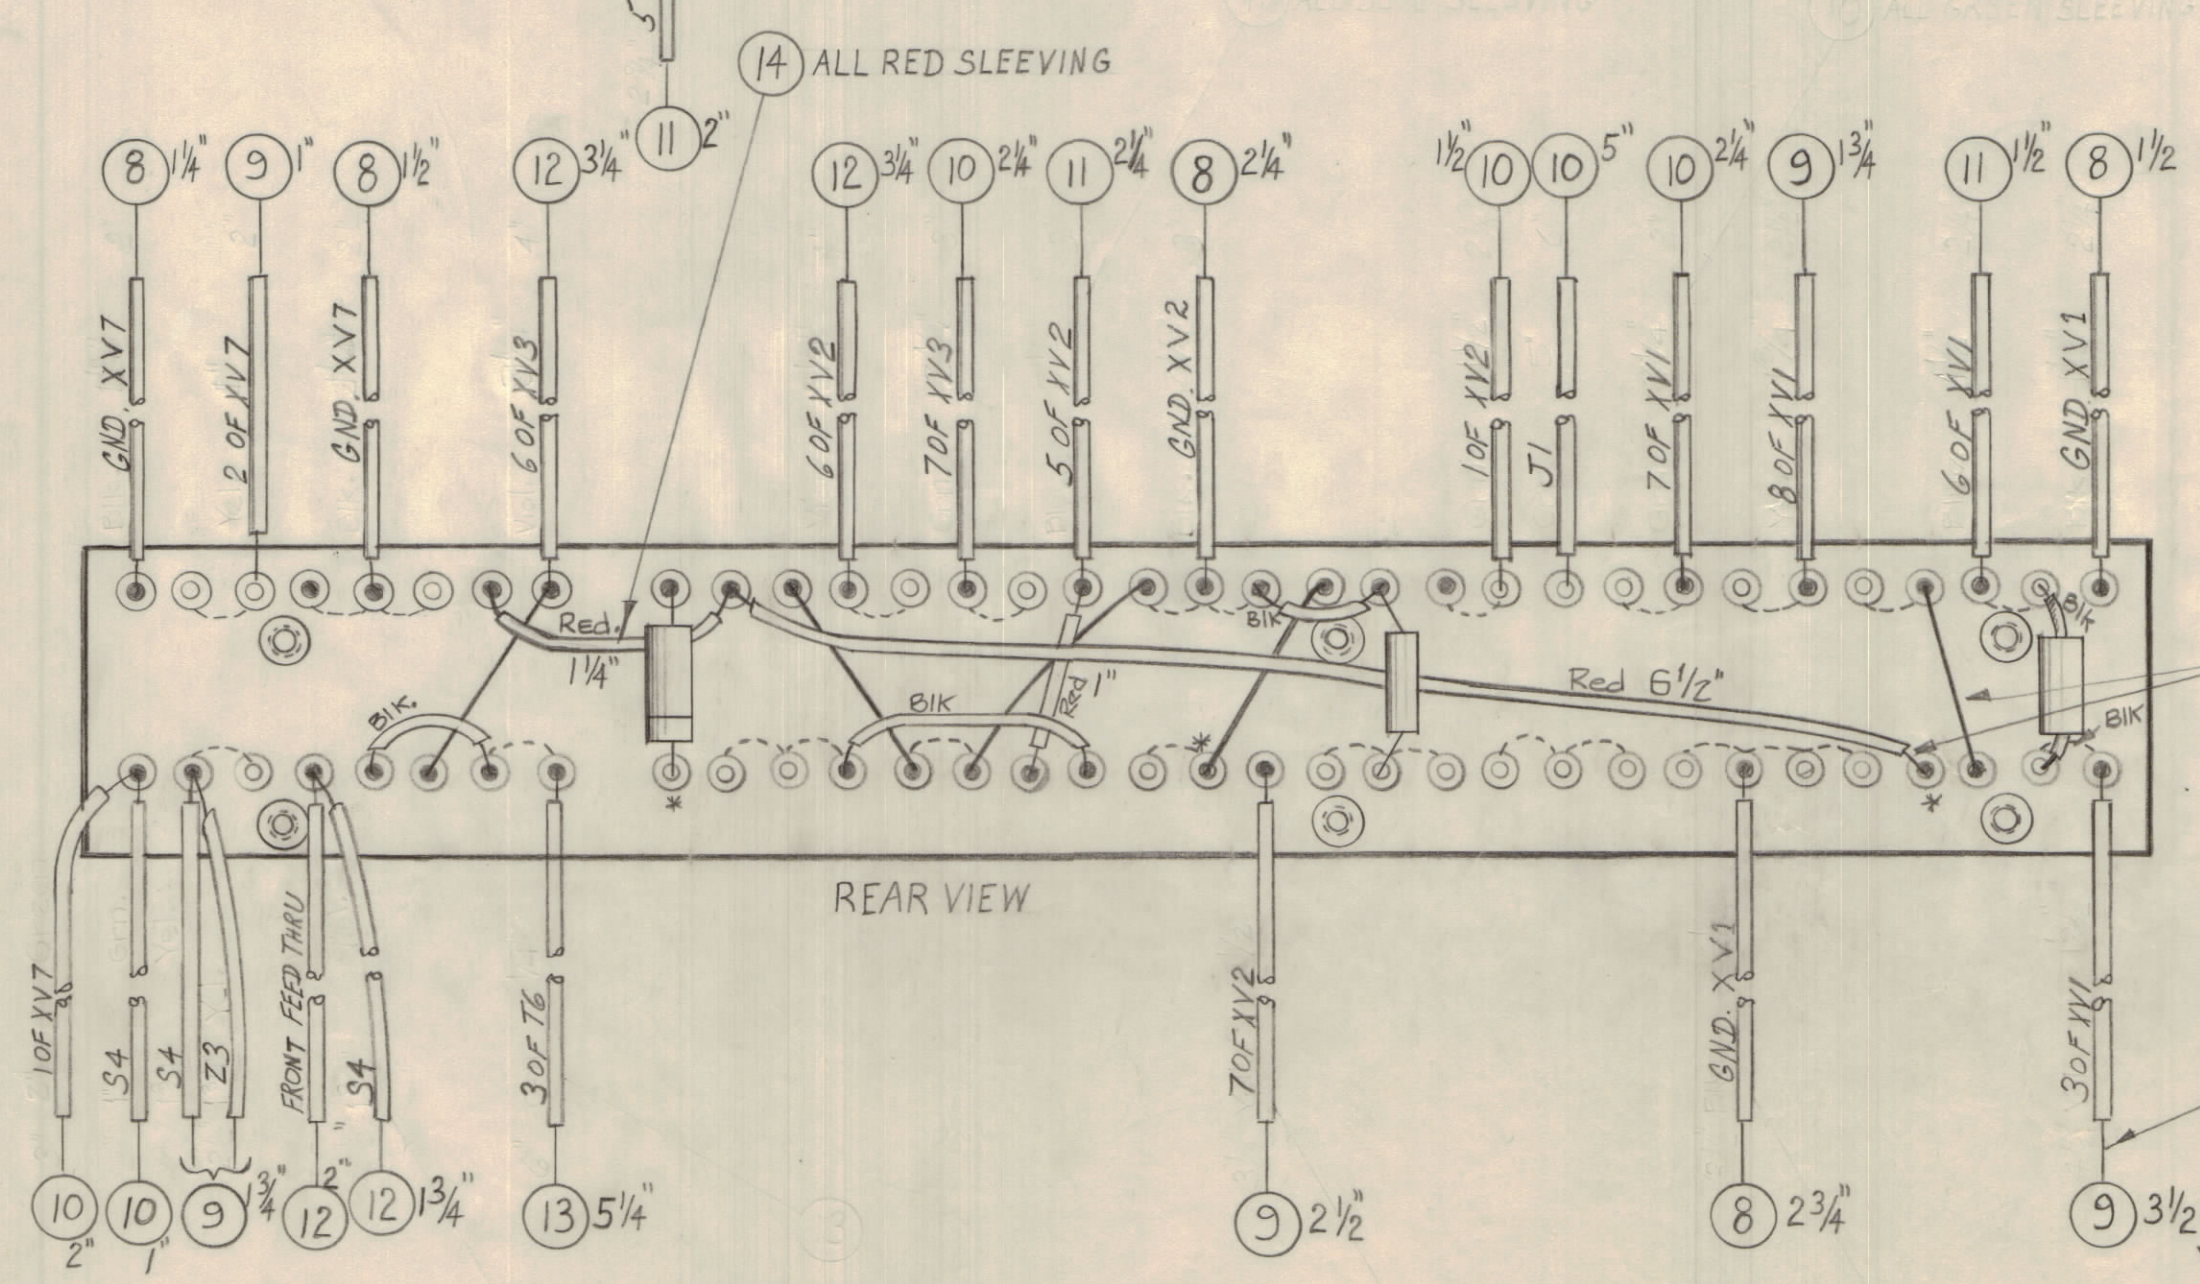 ALL GREEN SLEEVING
14 ALL RED SLEEVING
11 2"
8 1¼"
9 1"
8 1½"
12 3¼"
12 3¼"
10 2¼"
11 2¼"
8 2¼"
1½" 10
10 5"
10 2¼"
9 1¾"
11 1½"
8 1½
GND. XV7
2 OF XV7
GND. XV7
6 OF XV3
6 OF XV2
7 OF XV3
5 OF XV2
GND. XV2
1 OF XV2
J1
7 OF XV1
8 OF XV1
6 OF XV1
GND XV1
Red.
1¼"
Blk
Blk
Blk.
Blk
Red 1"
Red 6½"
Blk
*
*
*
REAR VIEW
1 OF XV7
S4
S4
Z3
FRONT FEED THRU
S4
3 OF T6
7 OF XV2
GND. XV1
3 OF XV1
10 2"
10 1"
9 1¾"
12 2"
12 1¾"
13 5¼"
9 2½"
8 2¾"
9 3½